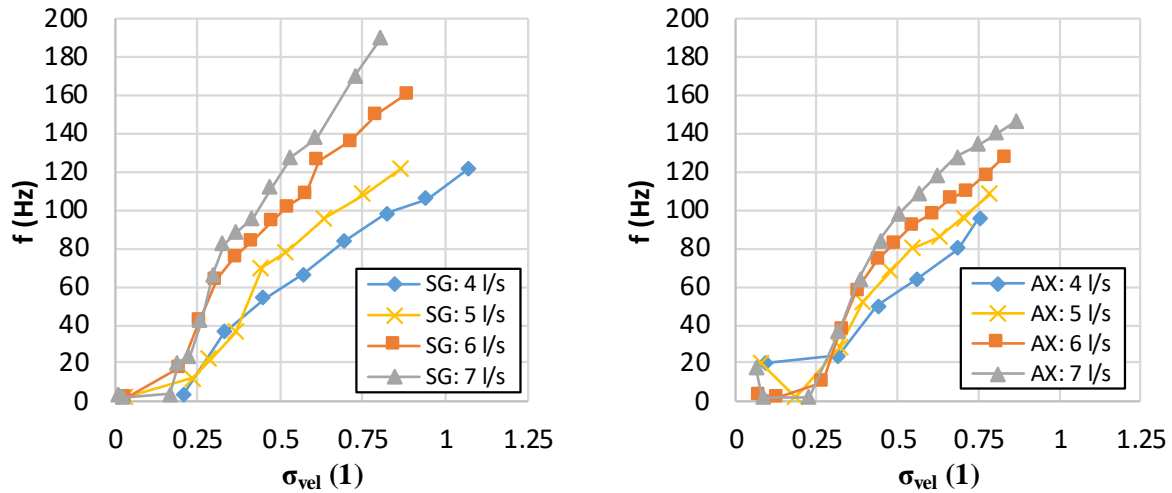 200
180
160
140
120
100
80
60
40
20
0
f (Hz)
SG: 4 l/s
SG: 5 l/s
SG: 6 l/s
SG: 7 l/s
0 0.25 0.5 0.75 1 1.25
σvel (1)
200
180
160
140
120
100
80
60
40
20
0
f (Hz)
AX: 4 l/s
AX: 5 l/s
AX: 6 l/s
AX: 7 l/s
0 0.25 0.5 0.75 1 1.25
σvel (1)